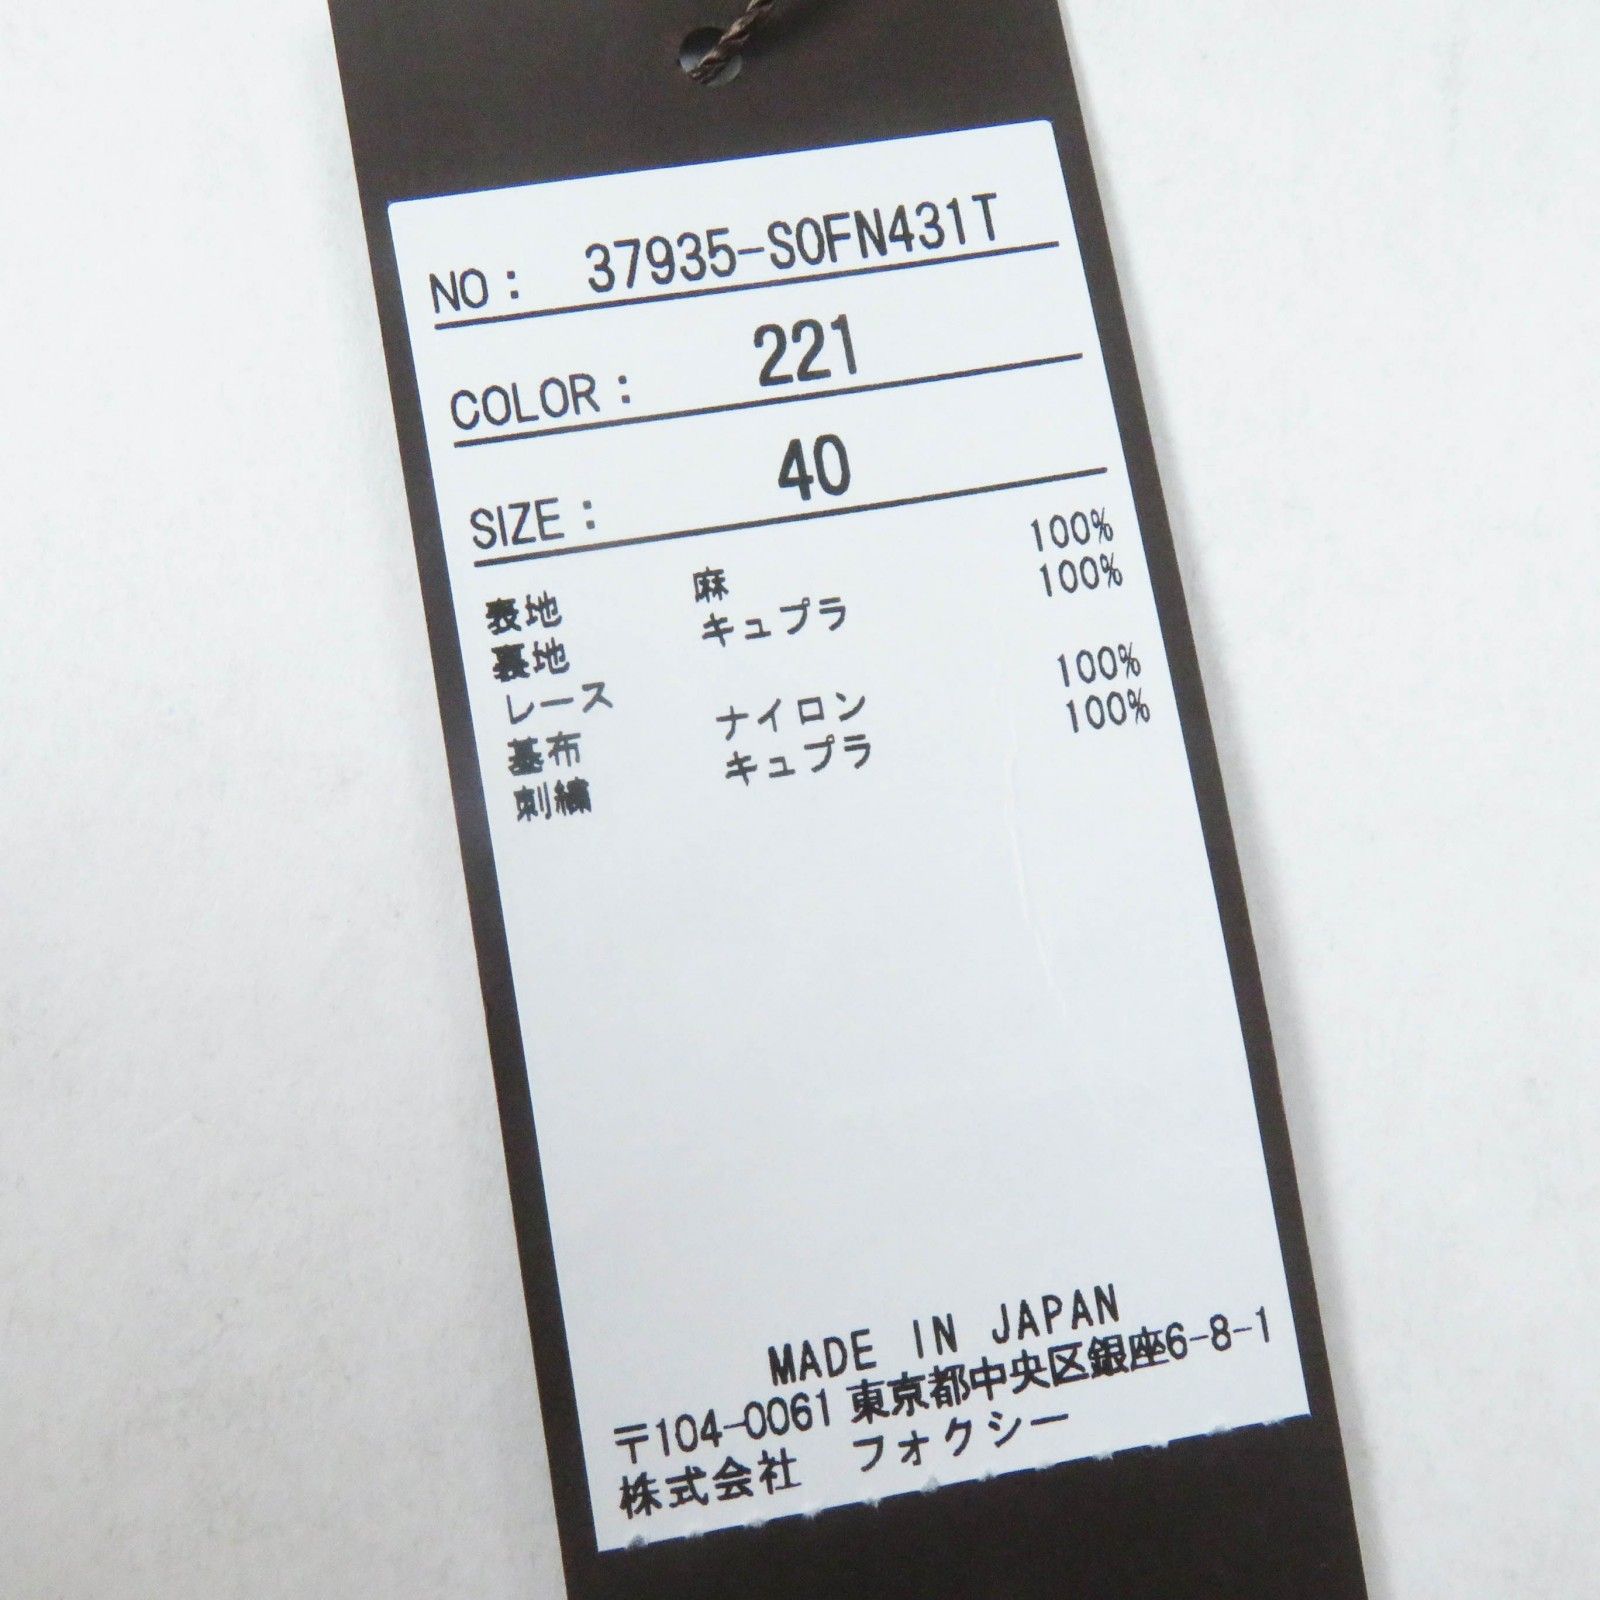 NO： 37935-SOFN431T
COLOR： 221
SIZE： 40
表地 麻 100%
裏地 キュプラ 100%
レース
基布 ナイロン 100%
刺繍 キュプラ 100%
MADE IN JAPAN
〒104-0061 東京都中央区銀座6-8-1
株式会社 フォクシー